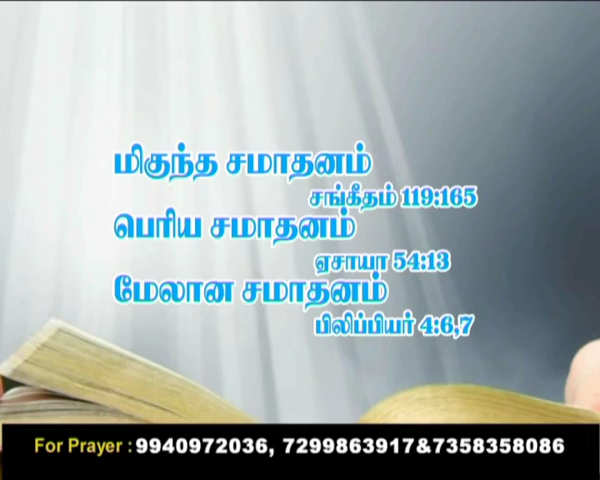 மிகுந்த சமாதனம்
சங்கீதம் 119:165
பெரிய சமாதனம்
ஏசாயா 54:13
மேலான சமாதனம்
பிலிப்பியர் 4:6,7
For Prayer : 9940972036, 7299863917&7358358086